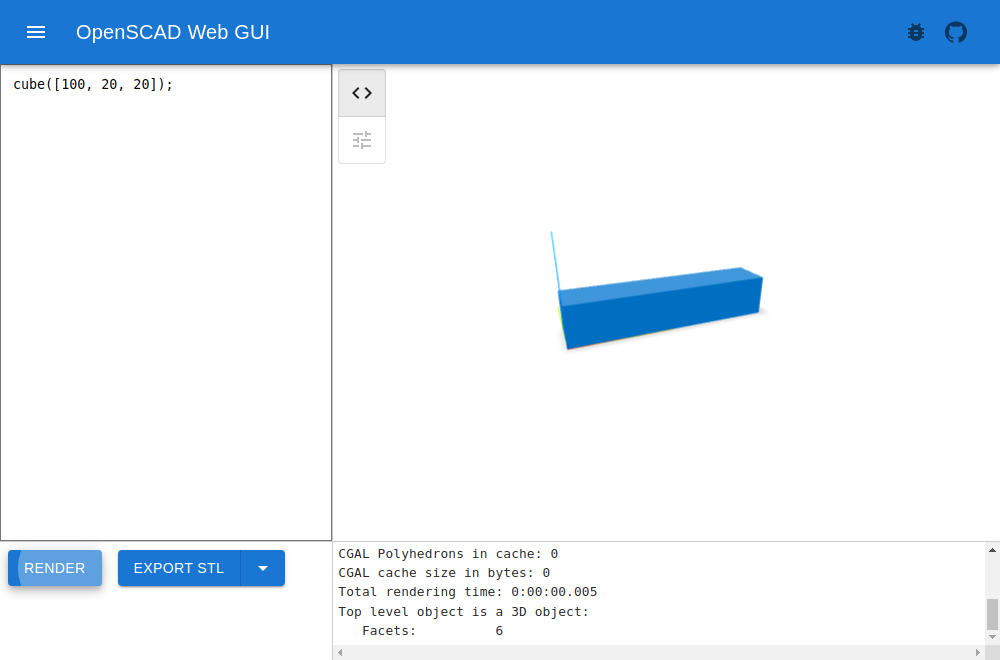 OpenSCAD Web GUI
cube([100, 20, 20]);
RENDER
EXPORT STL
CGAL Polyhedrons in cache: 0
CGAL cache size in bytes: 0
Total rendering time: 0:00:00.005
Top level object is a 3D object:
   Facets:          6